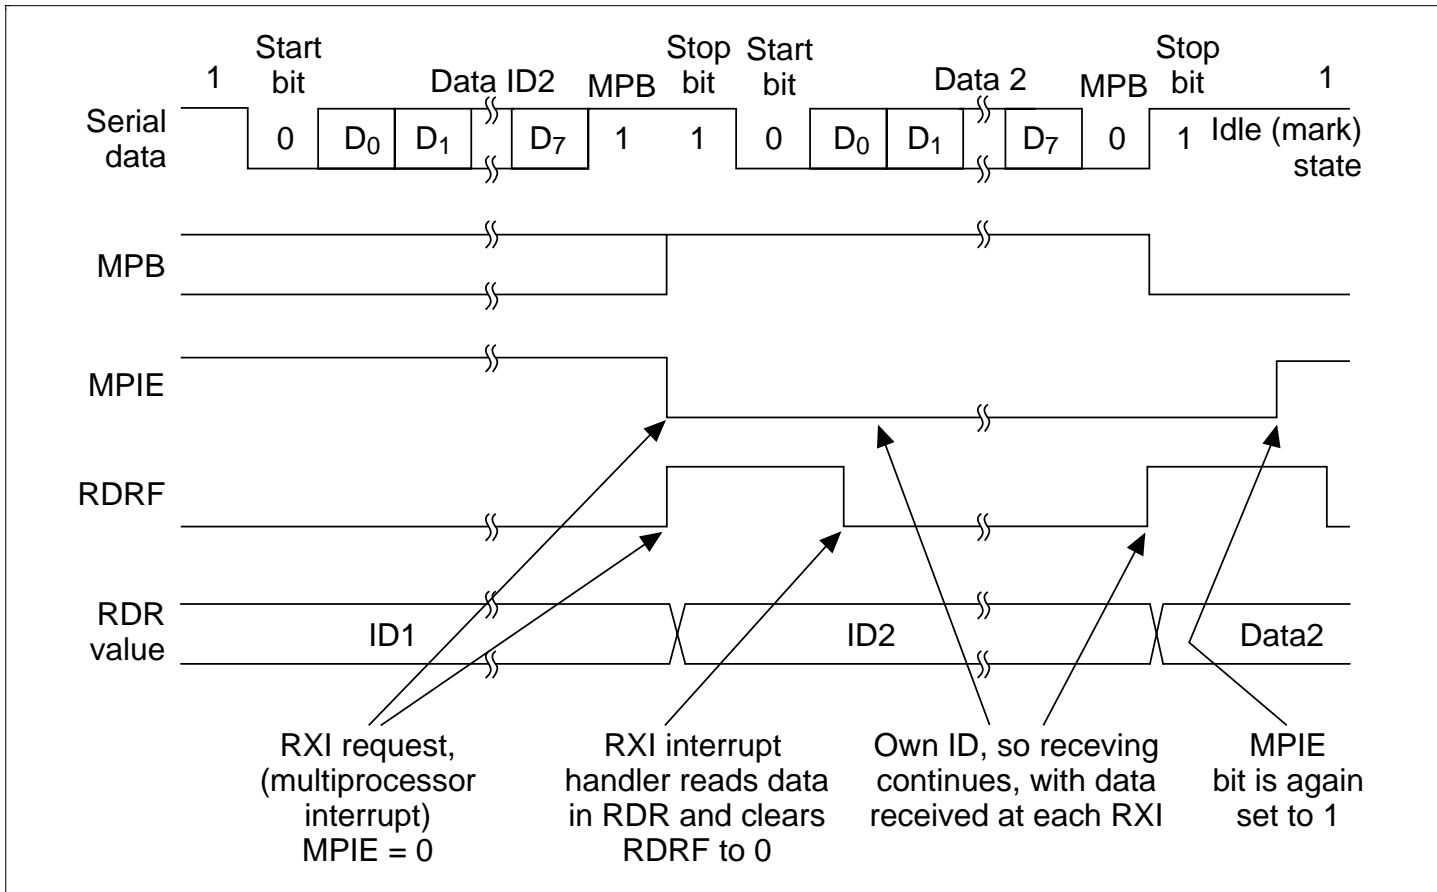 1
Start
bit
Data ID2
MPB
Stop
bit
Start
bit
Data 2
MPB
Stop
bit
1
Serial
data
0
D0
D1
D7
1
1
0
D0
D1
D7
0
1
Idle (mark)
state
MPB
MPIE
RDRF
RDR
value
ID1
ID2
Data2
RXI request,
(multiprocessor
interrupt)
MPIE = 0
RXI interrupt
handler reads data
in RDR and clears
RDRF to 0
Own ID, so receving
continues, with data
received at each RXI
MPIE
bit is again
set to 1